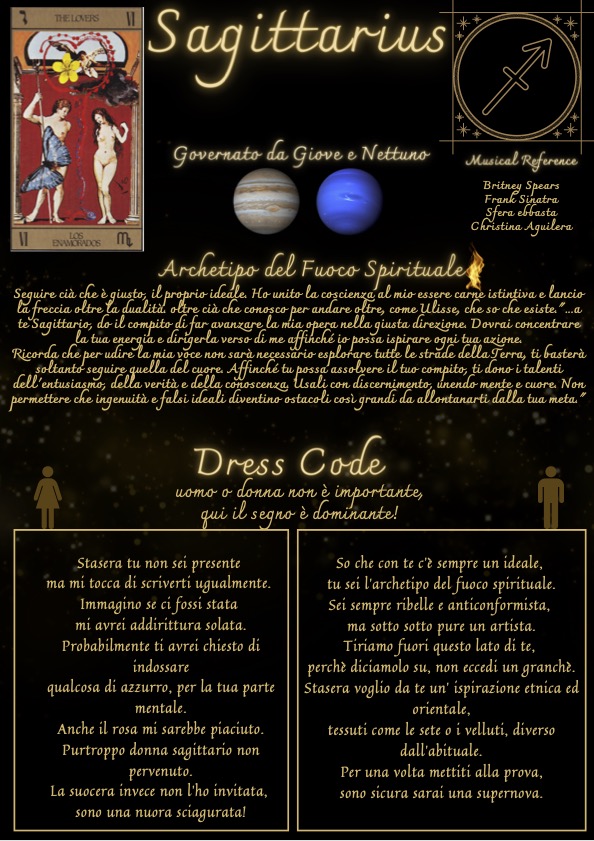 THE LOVERS VI
Sagittarius
LOS
ENAMORADOS
Governato da Giove e Nettuno
Musical Reference
Britney Spears
Frank Sinatra
Sfera ebbasta
Christina Aguilera
Archetipo del Fuoco Spirituale
Seguire ciò che è giusto, il proprio ideale. Ho unito la coscienza al mio essere carne istintiva e lancio
la freccia oltre la dualità. oltre ciò che conosco per andare oltre, come Ulisse, che so che esiste."...a
te Sagittario, do il compito di far avanzare la mia opera nella giusta direzione. Dovrai concentrare
la tua energia e dirigerla verso di me affinché io possa ispirare ogni tua azione.
Ricorda che per udire la mia voce non sarà necessario esplorare tutte le strade della Terra, ti basterà
soltanto seguire quella del cuore. Affinché tu possa assolvere il tuo compito, ti dono i talenti
dell'entusiasmo, della verità e della conoscenza. Usali con discernimento, unendo mente e cuore. Non
permettere che ingenuità e falsi ideali diventino ostacoli così grandi da allontanarti dalla tua meta."
Dress Code
uomo o donna non è importante,
qui il segno è dominante!
Stasera tu non sei presente
ma mi tocca di scriverti ugualmente.
Immagino se ci fossi stata
mi avrei addirittura solata.
Probabilmente ti avrei chiesto di
indossare
qualcosa di azzurro, per la tua parte
mentale.
Anche il rosa mi sarebbe piaciuto.
Purtroppo donna sagittario non
pervenuto.
La suocera invece non l'ho invitata,
sono una nuora sciagurata!
So che con te c'è sempre un ideale,
tu sei l'archetipo del fuoco spirituale.
Sei sempre ribelle e anticonformista,
ma sotto sotto pure un artista.
Tiriamo fuori questo lato di te,
perchè diciamolo su, non eccedi un granchè.
Stasera voglio da te un' ispirazione etnica ed
orientale,
tessuti come le sete o i velluti, diverso
dall'abituale.
Per una volta mettiti alla prova,
sono sicura sarai una supernova.